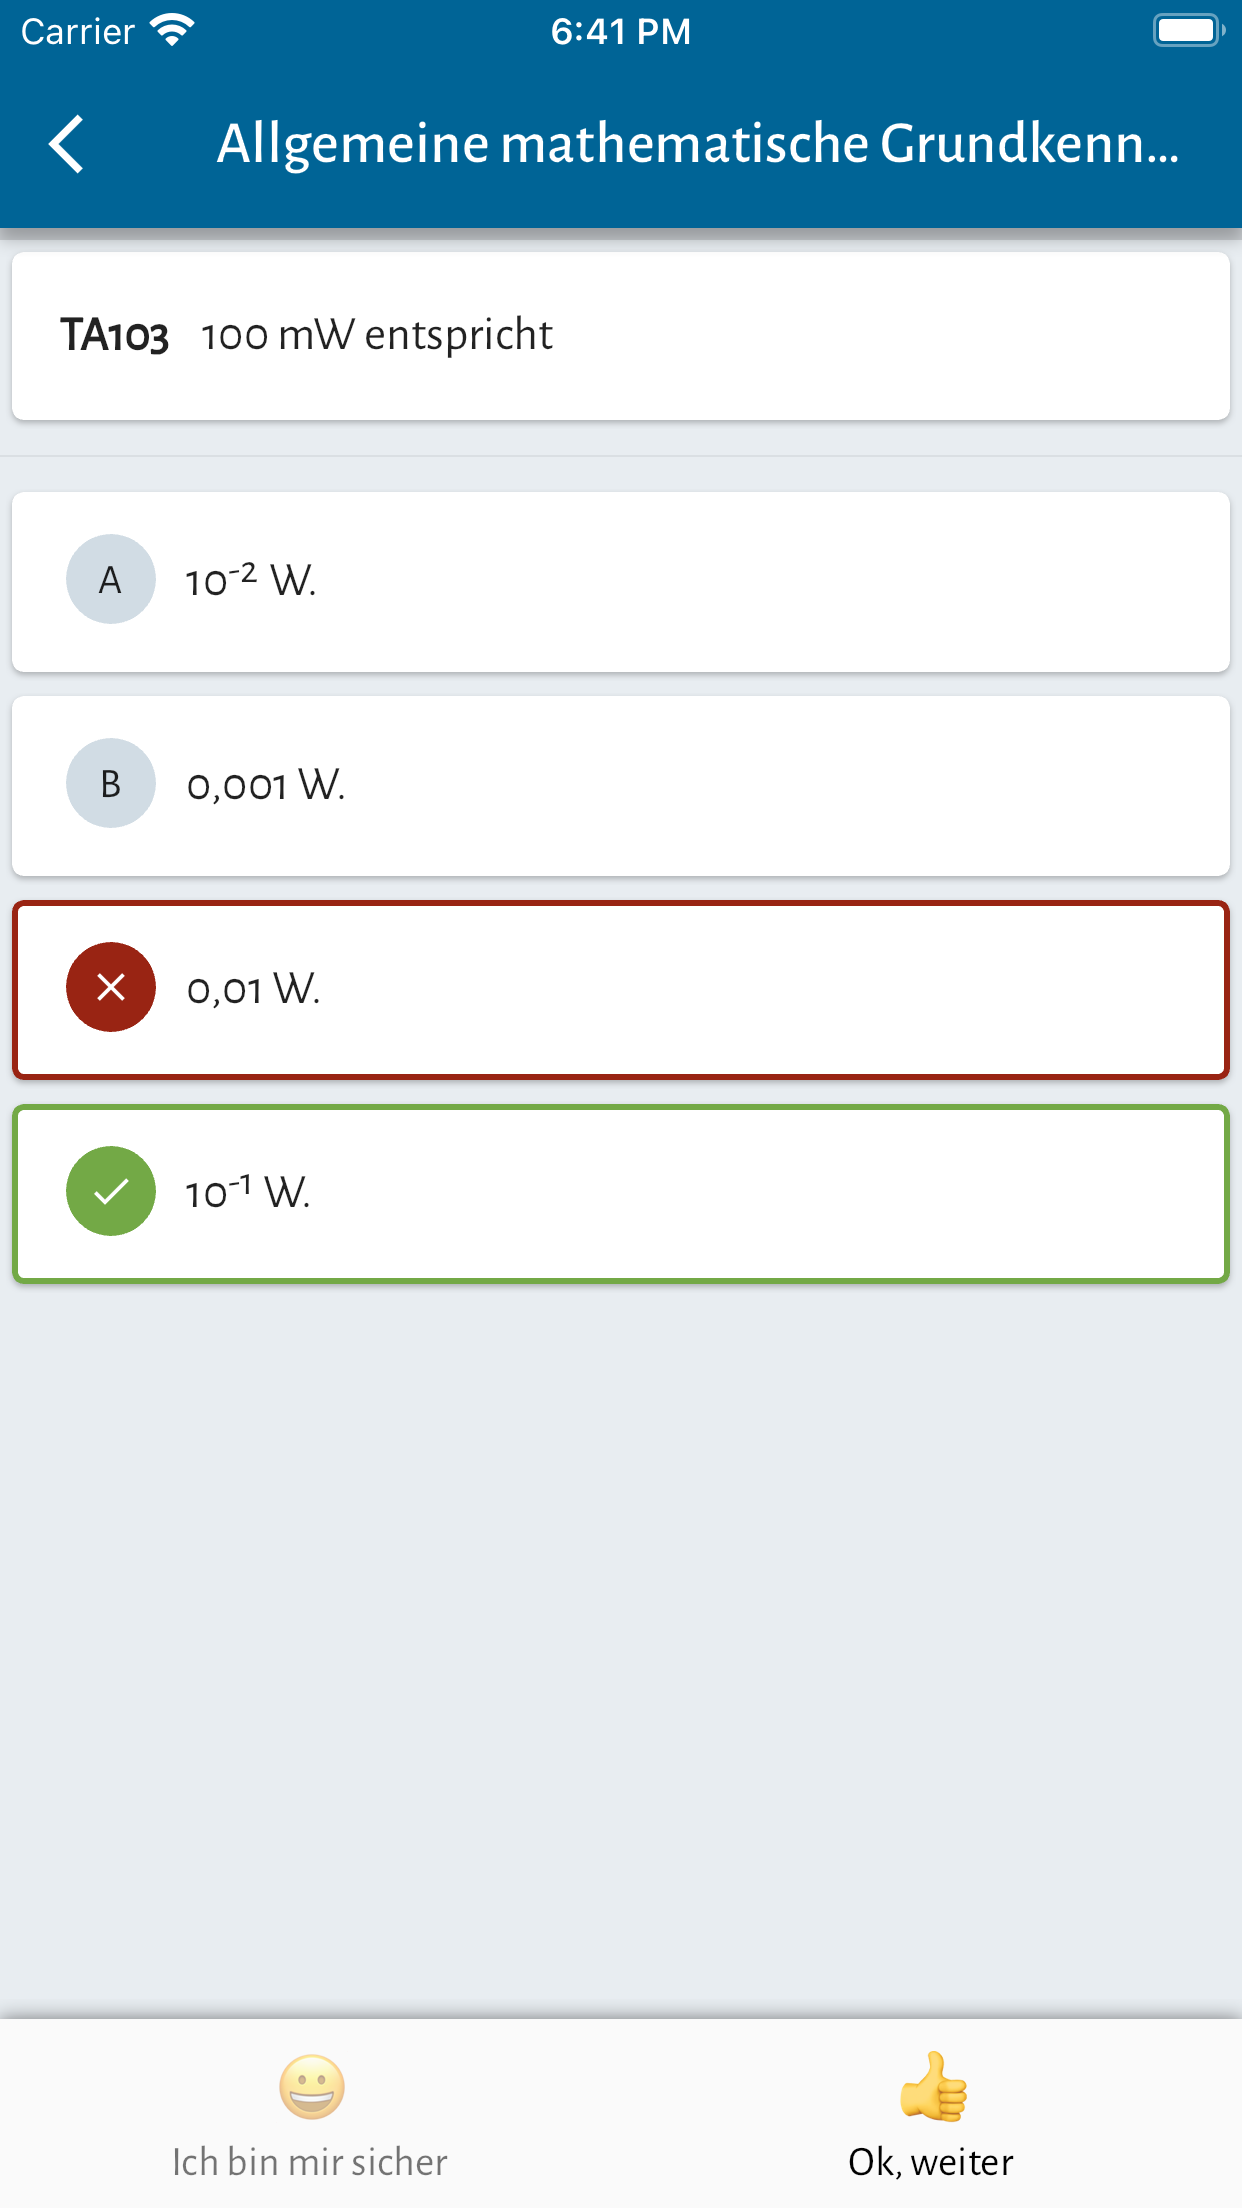 Carrier
6:41 PM
Allgemeine mathematische Grundkenn...
TA103 100 mW entspricht
A 10⁻² W.
B 0,001 W.
0,01 W.
10⁻¹ W.
Ich bin mir sicher
Ok, weiter